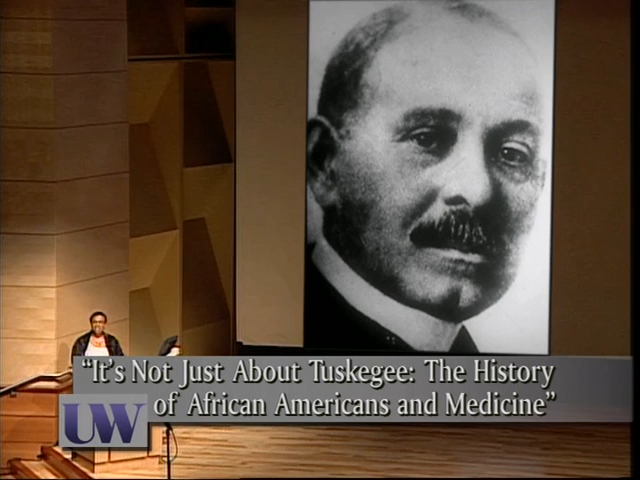 “It’s Not Just About Tuskegee: The History
of African Americans and Medicine”
UW